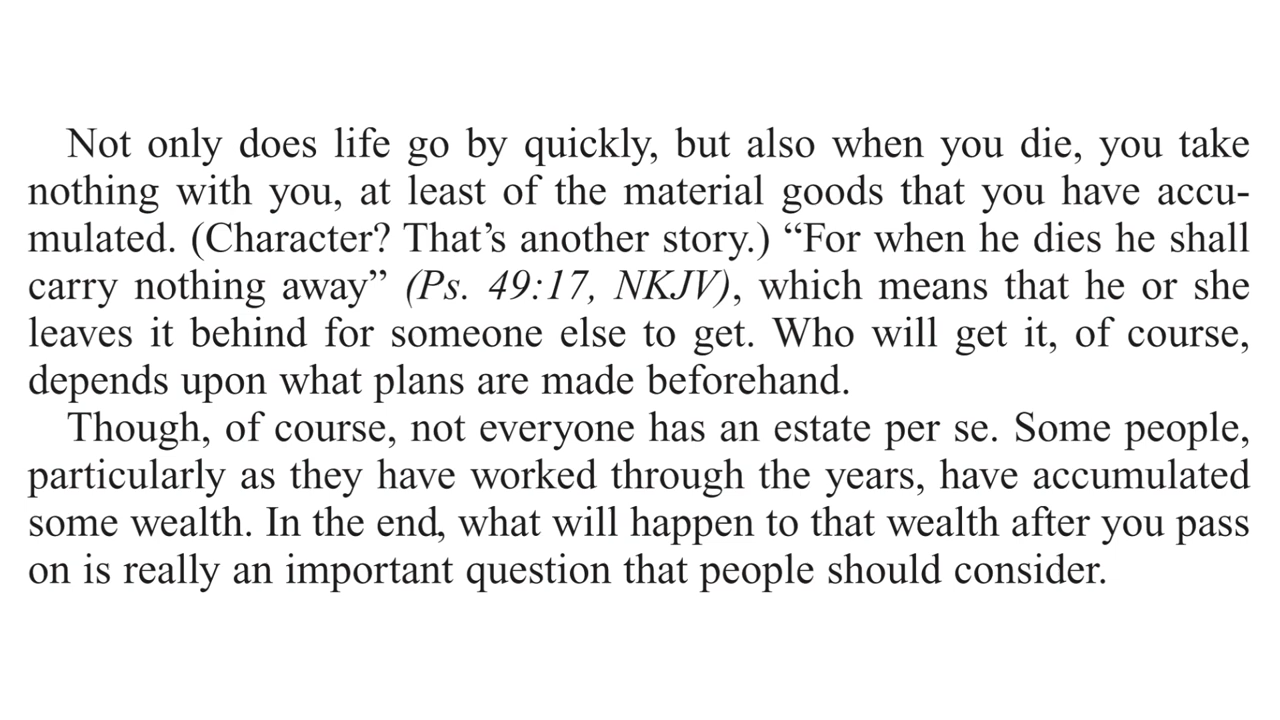 Not only does life go by quickly, but also when you die, you take
nothing with you, at least of the material goods that you have accu-
mulated. (Character? That’s another story.) “For when he dies he shall
carry nothing away” (Ps. 49:17, NKJV), which means that he or she
leaves it behind for someone else to get. Who will get it, of course,
depends upon what plans are made beforehand.
Though, of course, not everyone has an estate per se. Some people,
particularly as they have worked through the years, have accumulated
some wealth. In the end, what will happen to that wealth after you pass
on is really an important question that people should consider.